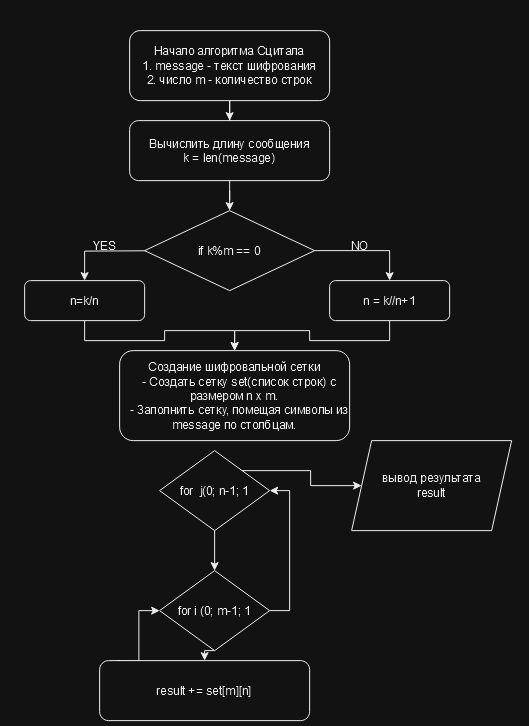 Начало алгоритма Сцитала
1. message - текст шифрования
2. число m - количество строк
Вычислить длину сообщения
k = len(message)
if k%m == 0
YES
NO
n=k/n
n = k//n+1
Создание шифровальной сетки
- Создать сетку set(список строк) с
размером n x m.
- Заполнить сетку, помещая символы из
message по столбцам.
for j(0; n-1; 1
вывод результата
result
for i (0; m-1; 1
result += set[m][n]